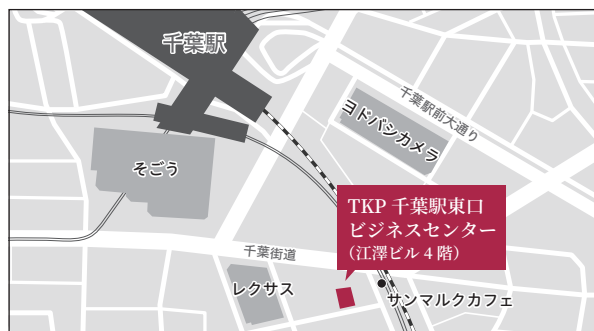 千葉駅
千葉駅前大通り
ヨドバシカメラ
そごう
TKP 千葉駅東口
ビジネスセンター
（江澤ビル 4 階）
千葉街道
レクサス
サンマルクカフェ